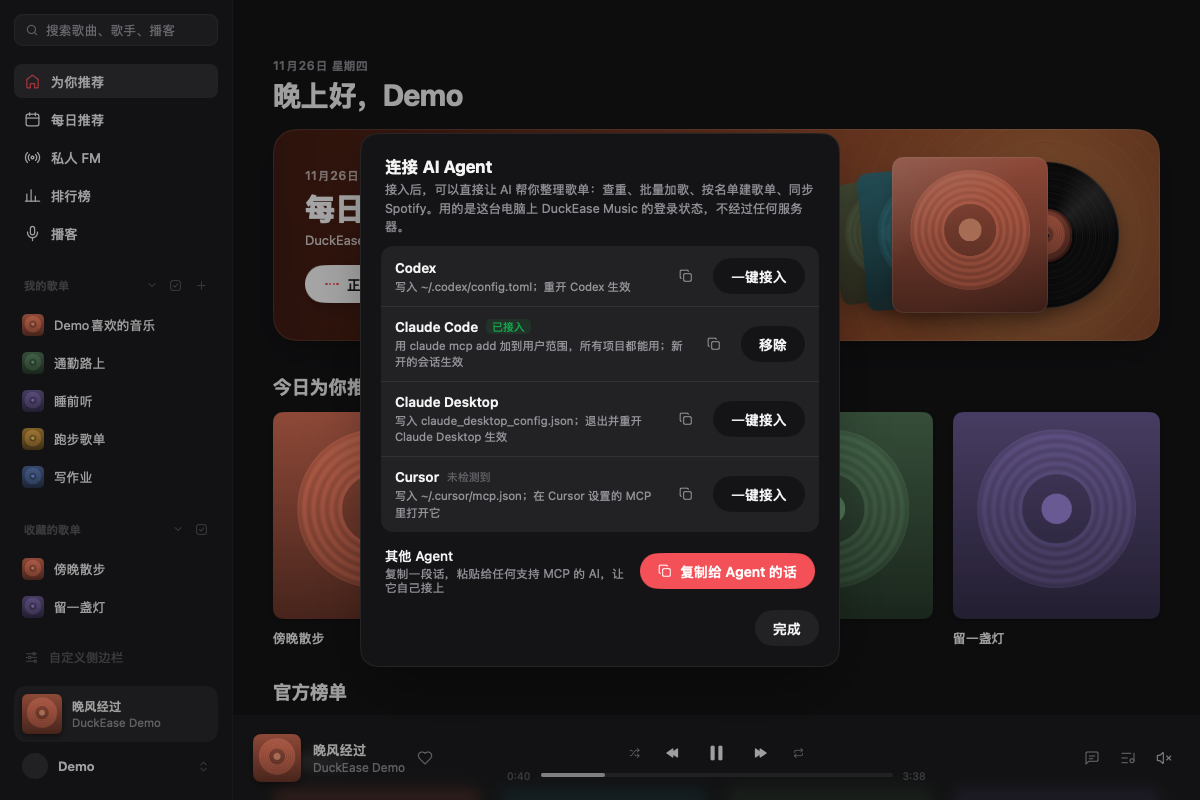 搜索歌曲、歌手、播客
为你推荐
每日推荐
私人 FM
排行榜
播客
我的歌单
Demo喜欢的音乐
通勤路上
睡前听
跑步歌单
写作业
收藏的歌单
傍晚散步
留一盏灯
自定义侧边栏
晚风经过
DuckEase Demo
Demo
11月26日 星期四
晚上好，Demo
11月26日
每日
DuckEase
正
今日为你推
傍晚散步
留一盏灯
官方榜单
连接 AI Agent
接入后，可以直接让 AI 帮你整理歌单：查重、批量加歌、按名单建歌单、同步
Spotify。用的是这台电脑上 DuckEase Music 的登录状态，不经过任何服务
器。
Codex
写入 ~/.codex/config.toml；重开 Codex 生效
一键接入
Claude Code 已接入
用 claude mcp add 加到用户范围，所有项目都能用；新
开的会话生效
移除
Claude Desktop
写入 claude_desktop_config.json；退出并重开
Claude Desktop 生效
一键接入
Cursor 未检测到
写入 ~/.cursor/mcp.json；在 Cursor 设置的 MCP
里打开它
一键接入
其他 Agent
复制一段话，粘贴给任何支持 MCP 的 AI，让
它自己接上
复制给 Agent 的话
完成
晚风经过
DuckEase Demo
0:40
3:38